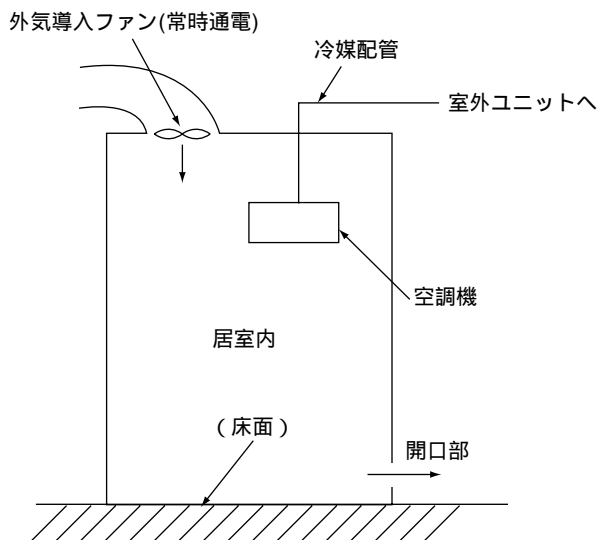 外気導入ファン(常時通電)
冷媒配管
室外ユニットへ
空調機
居室内
(床面)
開口部